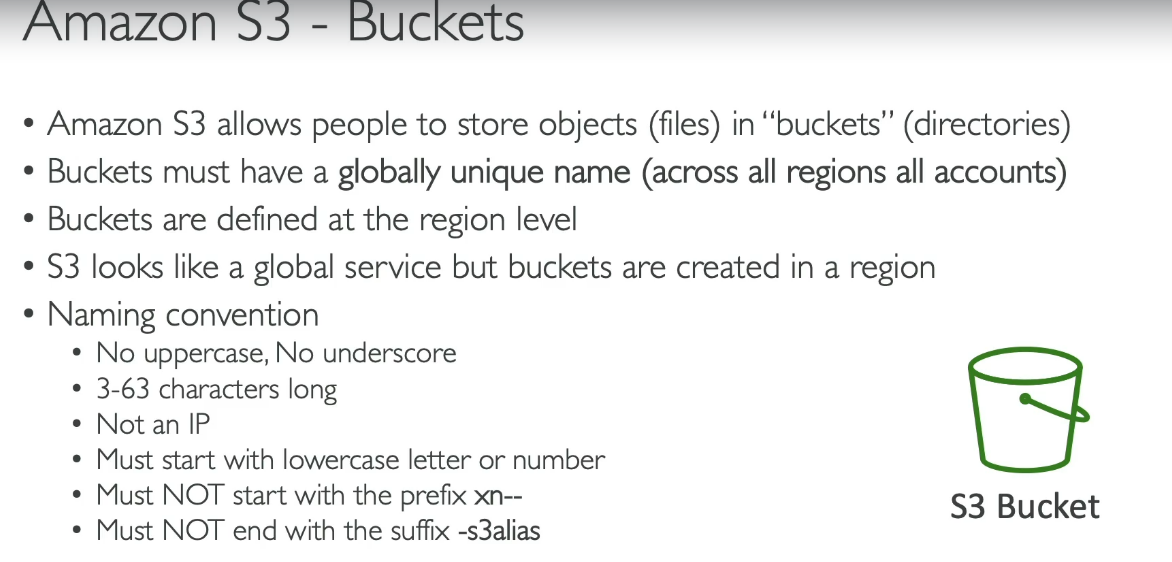 Amazon S3 - Buckets
• Amazon S3 allows people to store objects (files) in “buckets” (directories)
• Buckets must have a globally unique name (across all regions all accounts)
• Buckets are defined at the region level
• S3 looks like a global service but buckets are created in a region
• Naming convention
• No uppercase, No underscore
• 3-63 characters long
• Not an IP
• Must start with lowercase letter or number
• Must NOT start with the prefix xn--
• Must NOT end with the suffix -s3alias
S3 Bucket